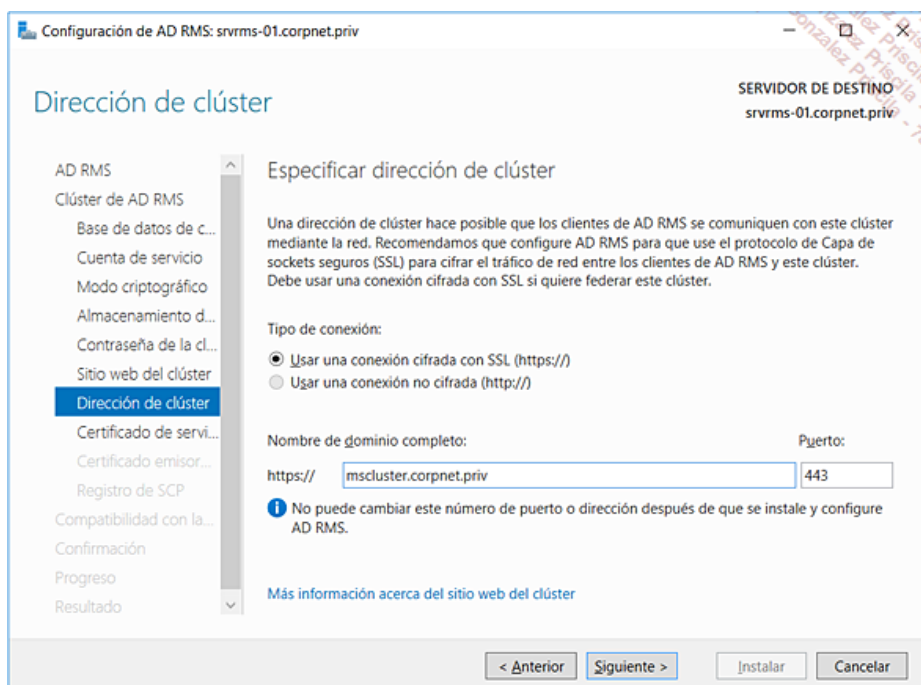 Configuración de AD RMS: srvrms-01.corpnet.priv
Dirección de clúster
SERVIDOR DE DESTINO
srvrms-01.corpnet.priv
AD RMS
Clúster de AD RMS
Base de datos de c...
Cuenta de servicio
Modo criptográfico
Almacenamiento d...
Contraseña de la cl...
Sitio web del clúster
Dirección de clúster
Certificado de servi...
Certificado emisor...
Registro de SCP
Compatibilidad con la...
Confirmación
Progreso
Resultado
Especificar dirección de clúster
Una dirección de clúster hace posible que los clientes de AD RMS se comuniquen con este clúster
mediante la red. Recomendamos que configure AD RMS para que use el protocolo de Capa de
sockets seguros (SSL) para cifrar el tráfico de red entre los clientes de AD RMS y este clúster.
Debe usar una conexión cifrada con SSL si quiere federar este clúster.
Tipo de conexión:
Usar una conexión cifrada con SSL (https://)
Usar una conexión no cifrada (http://)
Nombre de dominio completo:
Puerto:
https://
mscluster.corpnet.priv
443
No puede cambiar este número de puerto o dirección después de que se instale y configure
AD RMS.
Más información acerca del sitio web del clúster
< Anterior
Siguiente >
Instalar
Cancelar